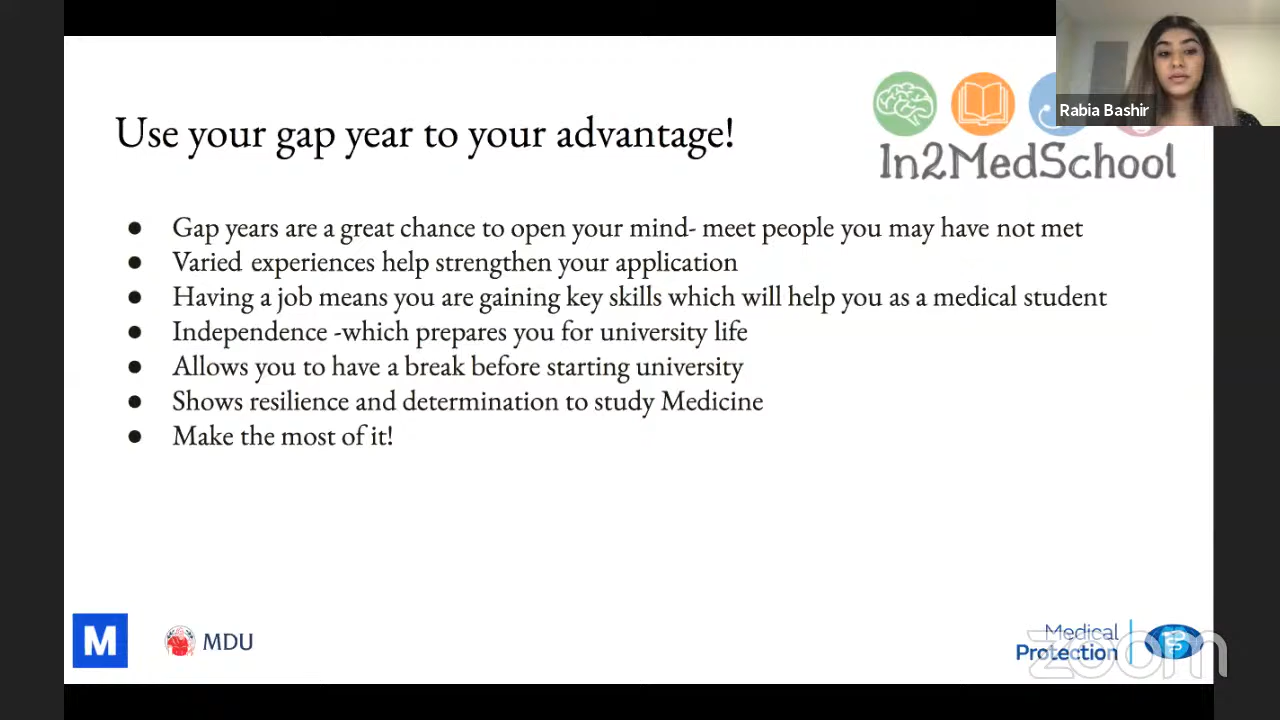 Rabia Bashir
In2MedSchool
Use your gap year to your advantage!
● Gap years are a great chance to open your mind- meet people you may have not met
● Varied experiences help strengthen your application
● Having a job means you are gaining key skills which will help you as a medical student
● Independence -which prepares you for university life
● Allows you to have a break before starting university
● Shows resilience and determination to study Medicine
● Make the most of it!
M
MDU
Medical
Protection
zoom